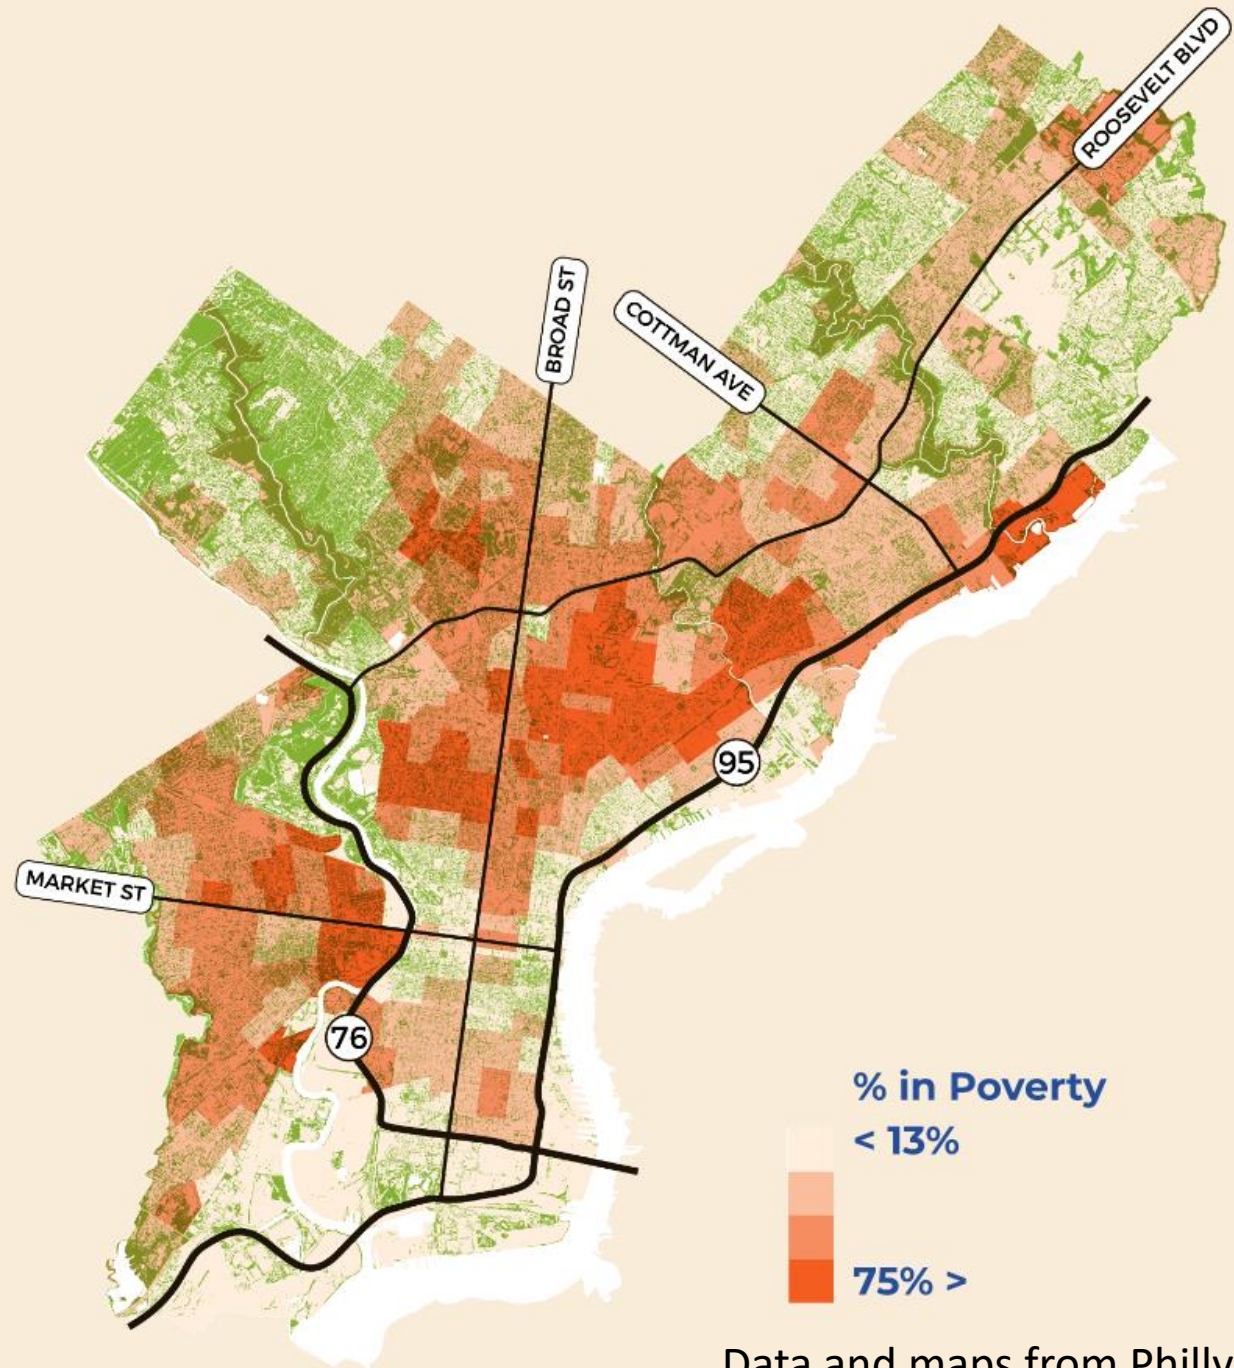 ROOSEVELT BLVD
BROAD ST
COTTMAN AVE
95
MARKET ST
76
% in Poverty
< 13%
75% >
Data and maps from Philly